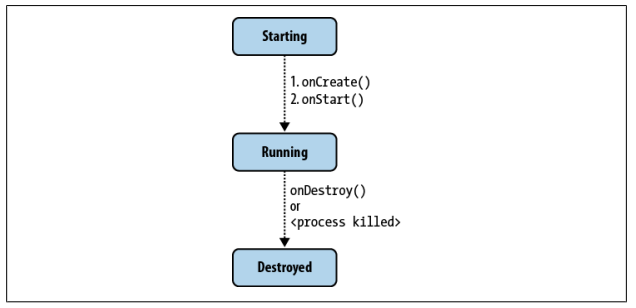 Starting
1. onCreate()
2. onStart()
Running
onDestroy()
or
<process killed>
Destroyed